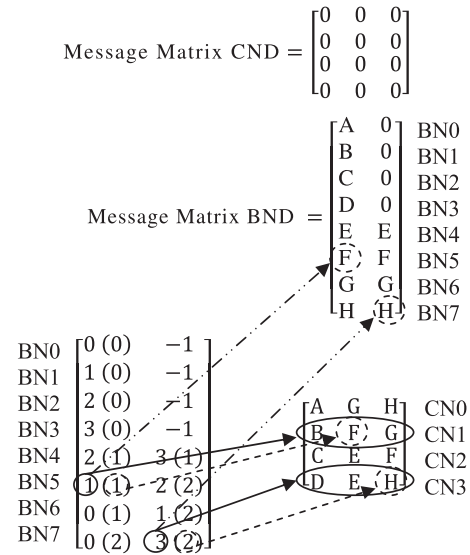 Message Matrix CND =
0 0 0
0 0 0
0 0 0
0 0 0
Message Matrix BND =
A 0 BN0
B 0 BN1
C 0 BN2
D 0 BN3
E E BN4
F F BN5
G G BN6
H H BN7
BN0 0 (0) −1
BN1 1 (0) −1
BN2 2 (0) −1
BN3 3 (0) −1
BN4 2 (1) 3 (1)
BN5 1 (1) 2 (2)
BN6 0 (1) 1 (2)
BN7 0 (2) 3 (2)
A G H CN0
B F G CN1
C E F CN2
D E H CN3